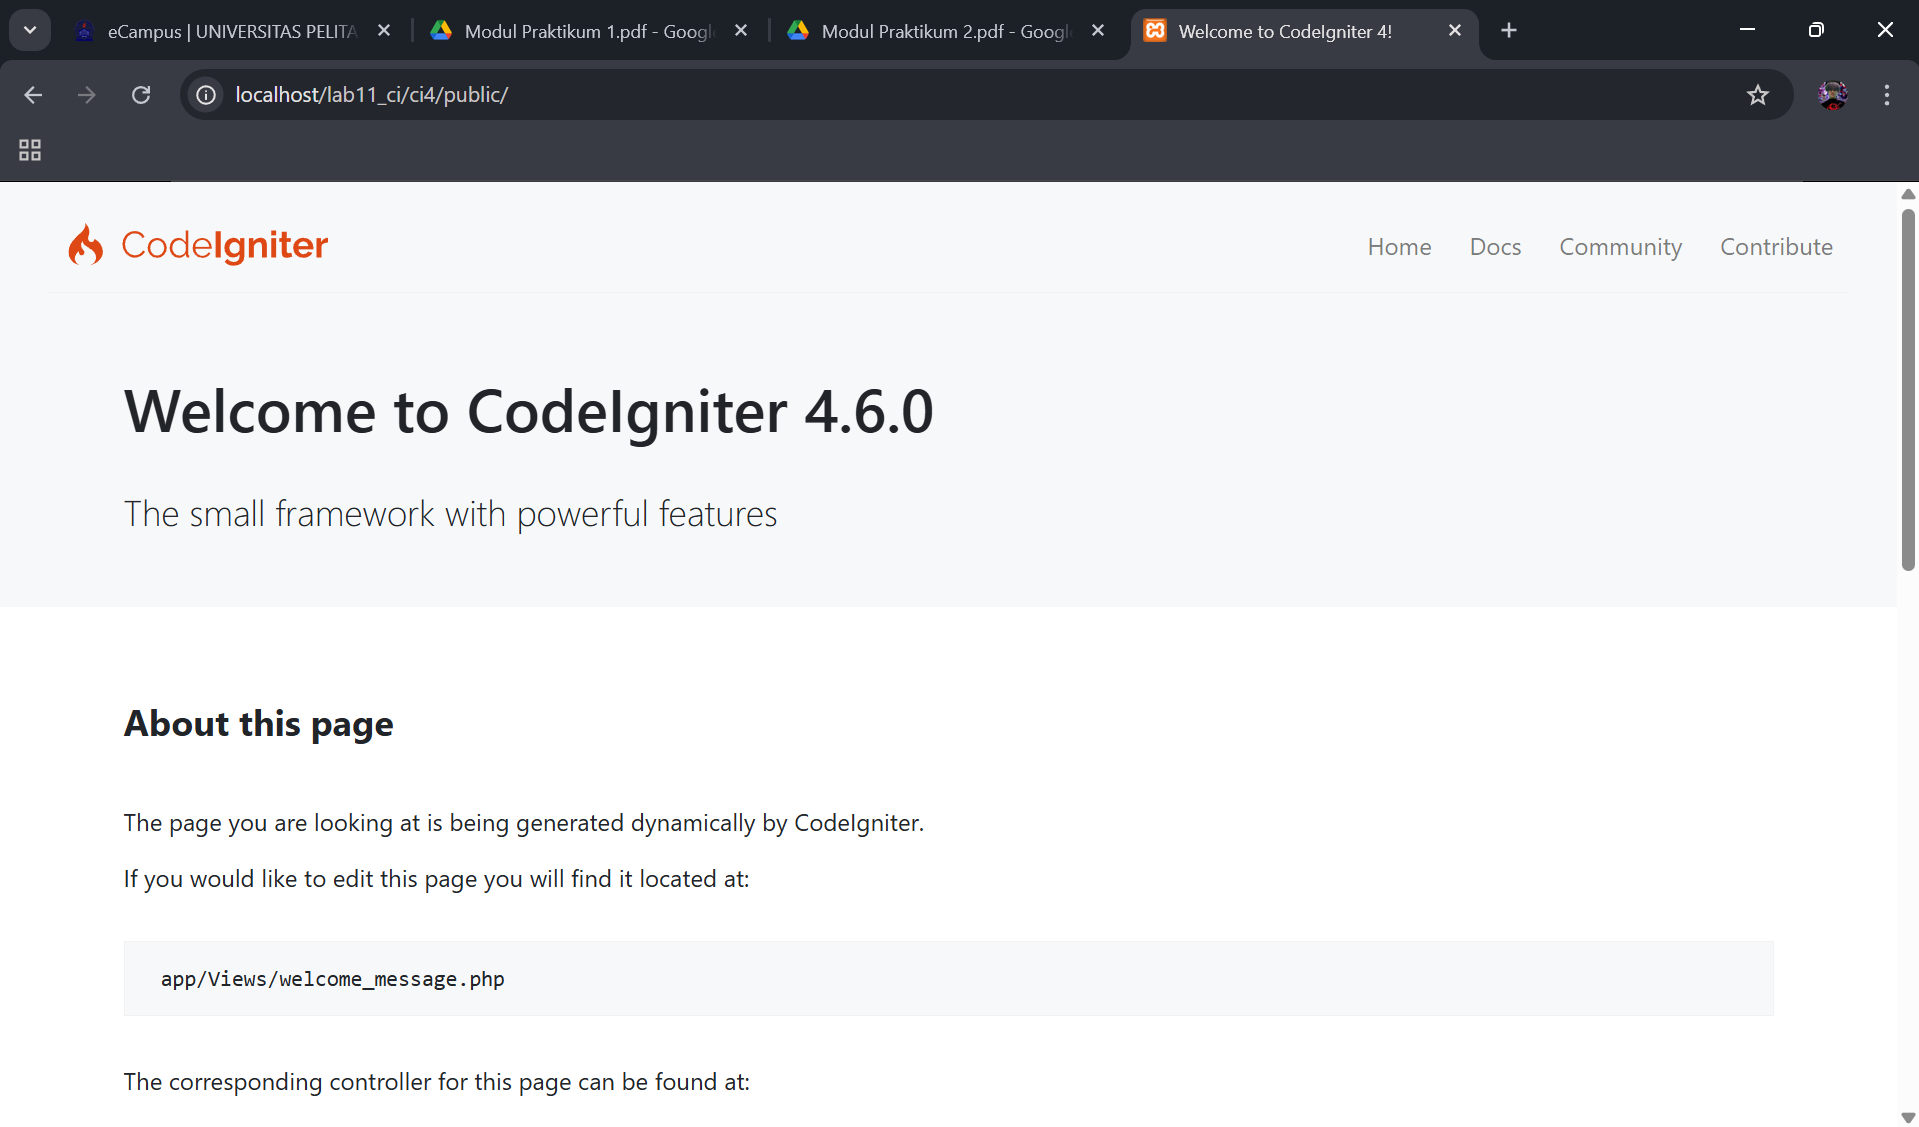 eCampus | UNIVERSITAS PELITA
Modul Praktikum 1.pdf - Googl
Modul Praktikum 2.pdf - Googl
Welcome to CodeIgniter 4!
localhost/lab11_ci/ci4/public/
CodeIgniter
Home Docs Community Contribute
Welcome to CodeIgniter 4.6.0
The small framework with powerful features
About this page
The page you are looking at is being generated dynamically by CodeIgniter.
If you would like to edit this page you will find it located at:
app/Views/welcome_message.php
The corresponding controller for this page can be found at: